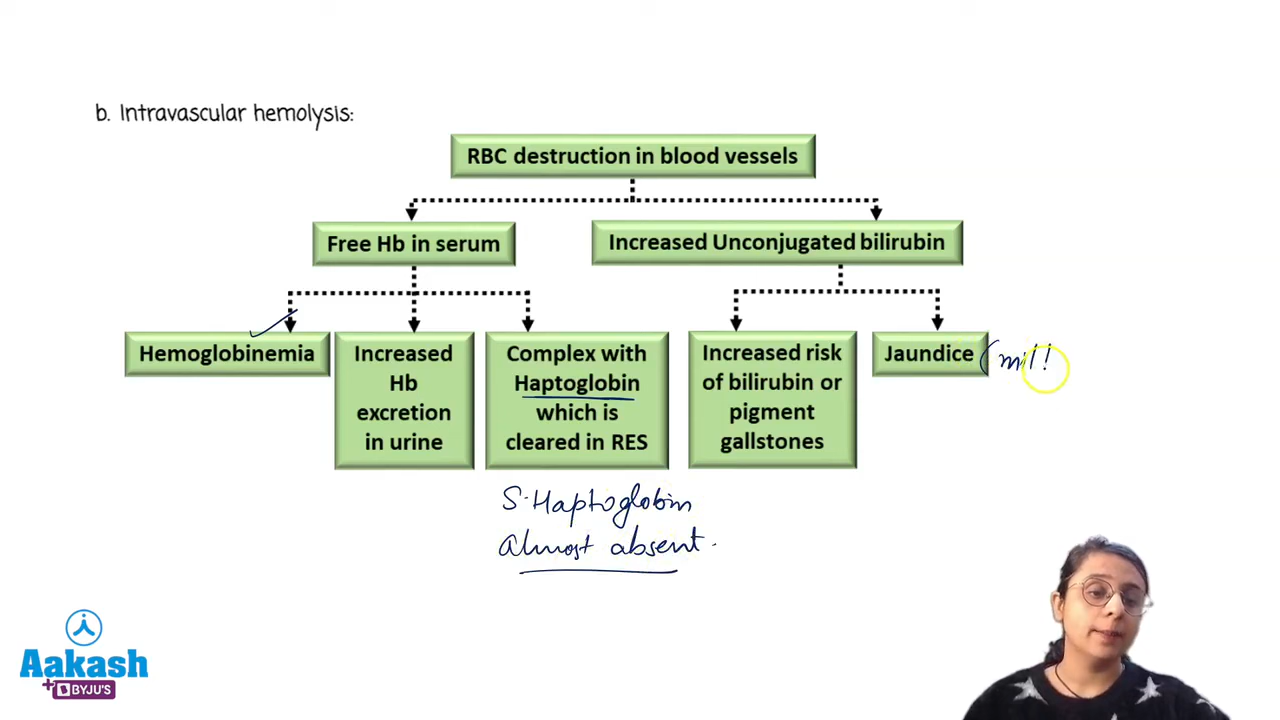 b. Intravascular hemolysis:
RBC destruction in blood vessels
Free Hb in serum
Increased Unconjugated bilirubin
Hemoglobinemia
Increased
Hb
excretion
in urine
Complex with
Haptoglobin
which is
cleared in RES
Increased risk
of bilirubin or
pigment
gallstones
Jaundice
S. Haptoglobin
Almost absent.
Aakash
+ BYJU'S